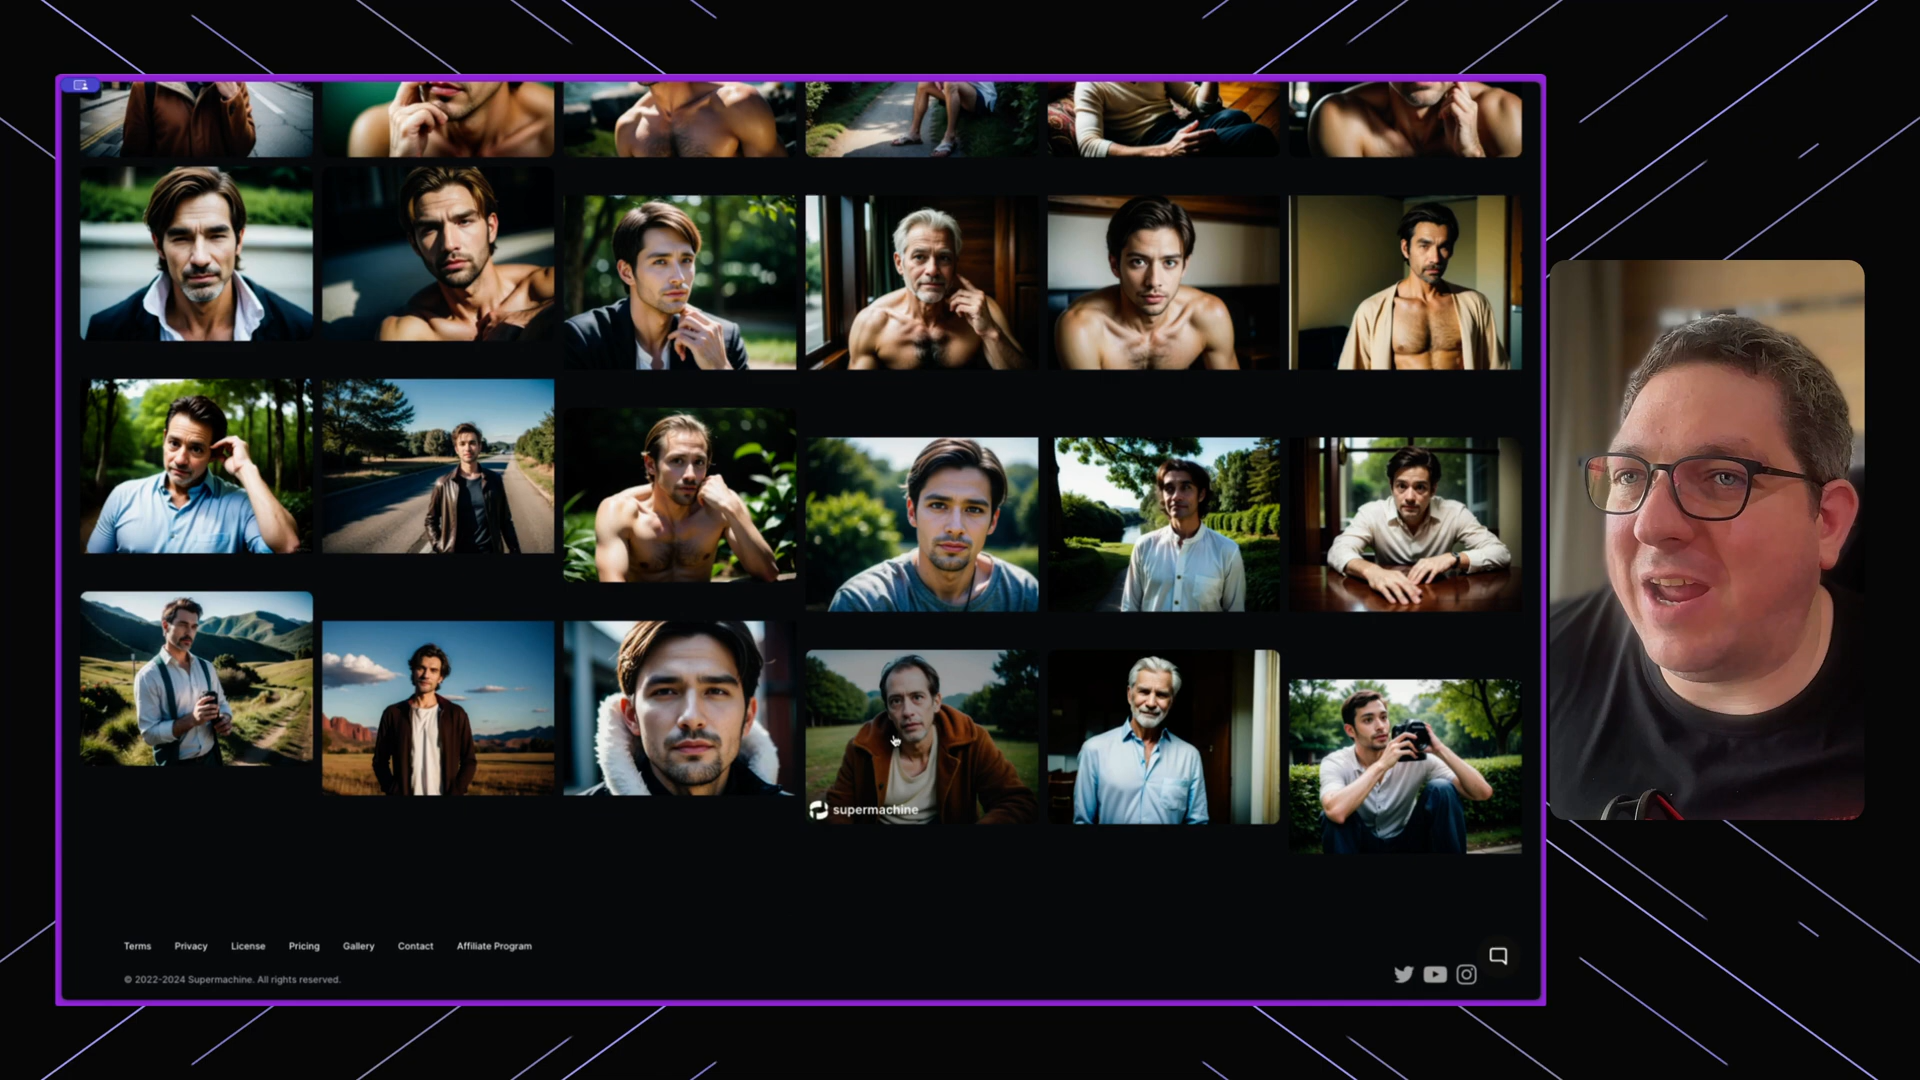 supermachine
Terms Privacy License Pricing Gallery Contact Affiliate Program
© 2022-2024 Supermachine. All rights reserved.